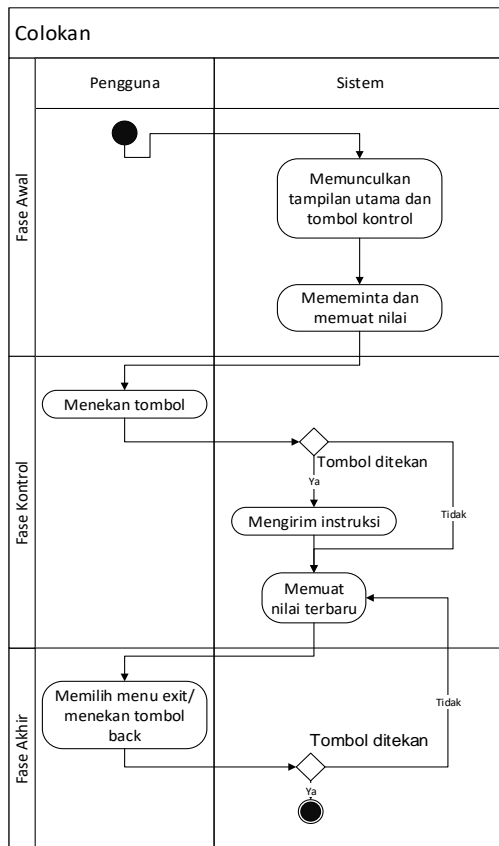 Colokan
Pengguna
Sistem
Fase Awal
Memunculkan
tampilan utama dan
tombol kontrol
Mememinta dan
memuat nilai
Fase Kontrol
Menekan tombol
Tombol ditekan
Ya
Tidak
Mengirim instruksi
Memuat
nilai terbaru
Fase Akhir
Memilih menu exit/
menekan tombol
back
Tombol ditekan
Tidak
Ya